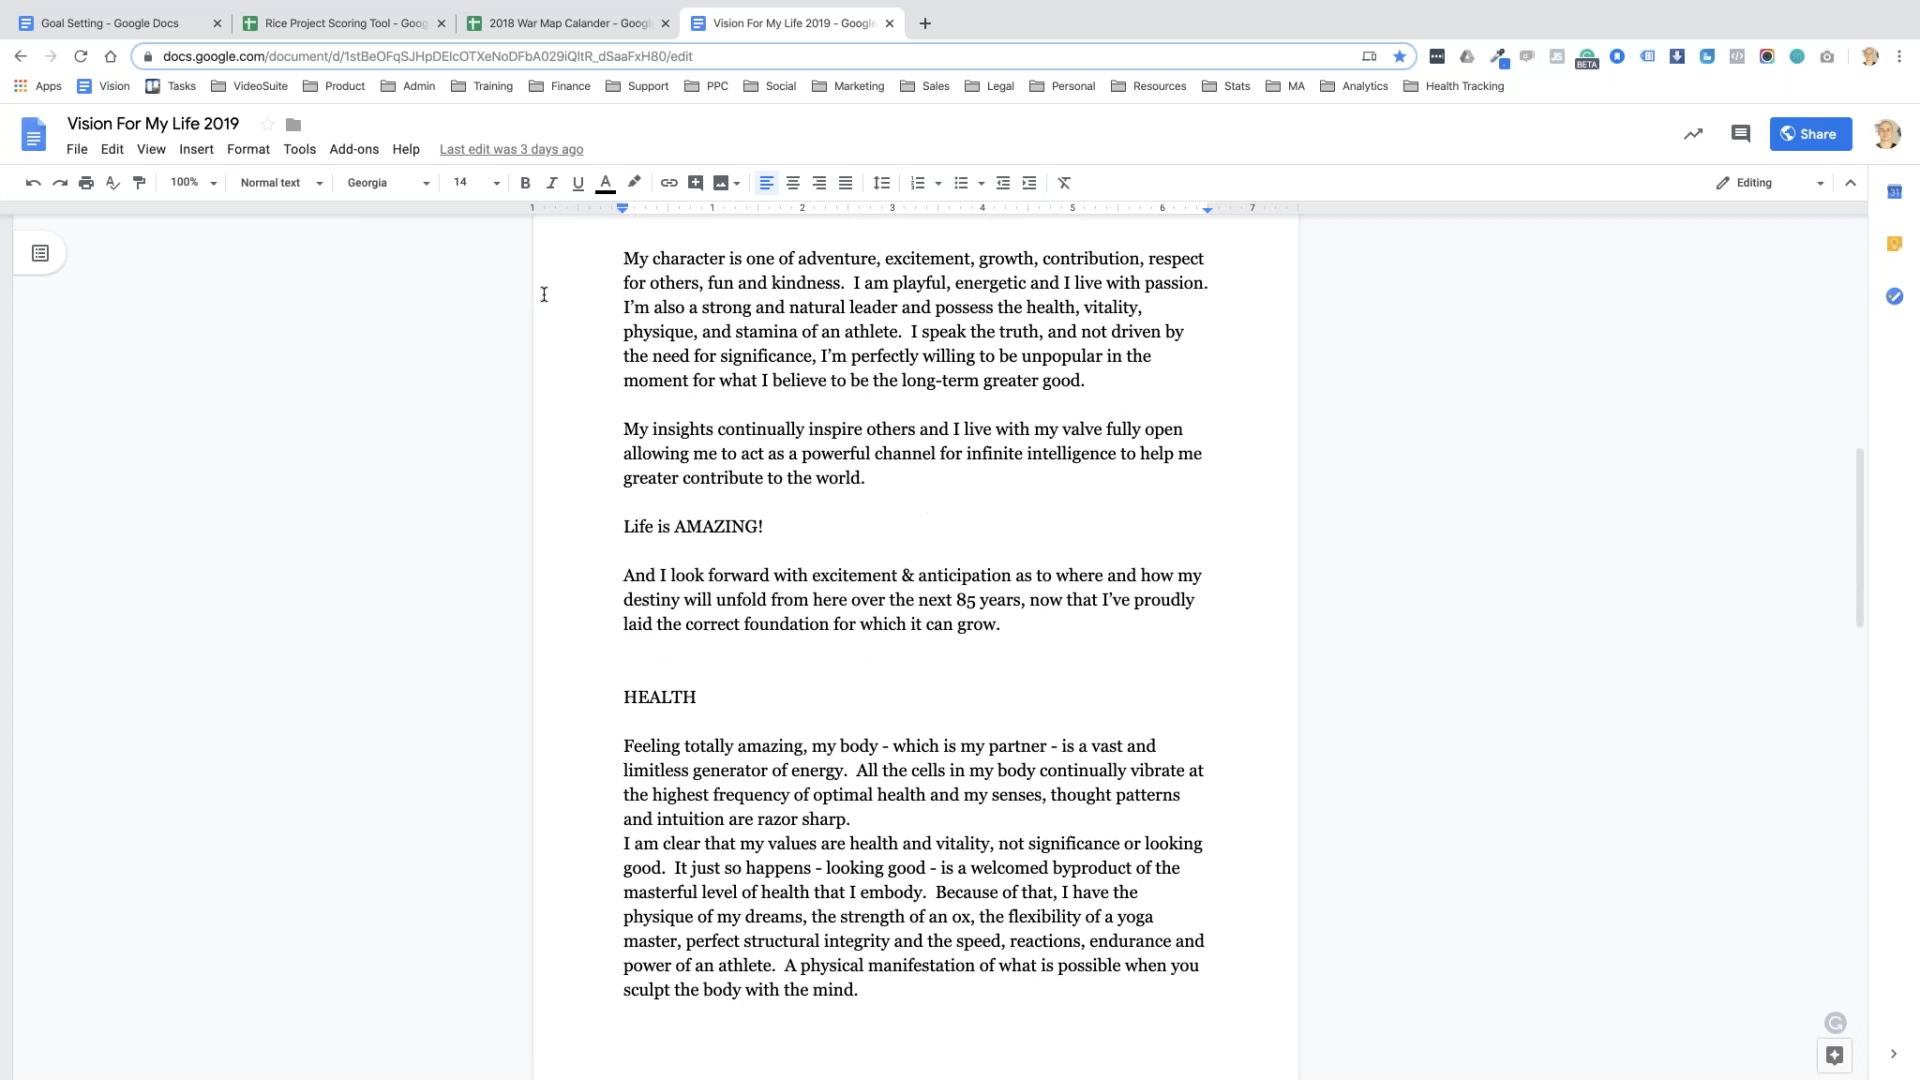 Goal Setting - Google Docs
Rice Project Scoring Tool - Goog
2018 War Map Calander - Googl
Vision For My Life 2019 - Google
docs.google.com/document/d/1stBeOFqSJHpDEIcOTXeNoDFbA029iQltR_dSaaFxH80/edit
BETA
Apps Vision Tasks VideoSuite Product Admin Training Finance Support PPC Social Marketing Sales Legal Personal Resources Stats MA Analytics Health Tracking
Vision For My Life 2019
Share
File Edit View Insert Format Tools Add-ons Help Last edit was 3 days ago
100% Normal text Georgia 14 B I U A Editing
1 1 2 3 4 5 6 7
31
My character is one of adventure, excitement, growth, contribution, respect
for others, fun and kindness.  I am playful, energetic and I live with passion.
I’m also a strong and natural leader and possess the health, vitality,
physique, and stamina of an athlete.  I speak the truth, and not driven by
the need for significance, I’m perfectly willing to be unpopular in the
moment for what I believe to be the long-term greater good.
My insights continually inspire others and I live with my valve fully open
allowing me to act as a powerful channel for infinite intelligence to help me
greater contribute to the world.
Life is AMAZING!
And I look forward with excitement & anticipation as to where and how my
destiny will unfold from here over the next 85 years, now that I’ve proudly
laid the correct foundation for which it can grow.
HEALTH
Feeling totally amazing, my body - which is my partner - is a vast and
limitless generator of energy.  All the cells in my body continually vibrate at
the highest frequency of optimal health and my senses, thought patterns
and intuition are razor sharp.
I am clear that my values are health and vitality, not significance or looking
good.  It just so happens - looking good - is a welcomed byproduct of the
masterful level of health that I embody.  Because of that, I have the
physique of my dreams, the strength of an ox, the flexibility of a yoga
master, perfect structural integrity and the speed, reactions, endurance and
power of an athlete.  A physical manifestation of what is possible when you
sculpt the body with the mind.